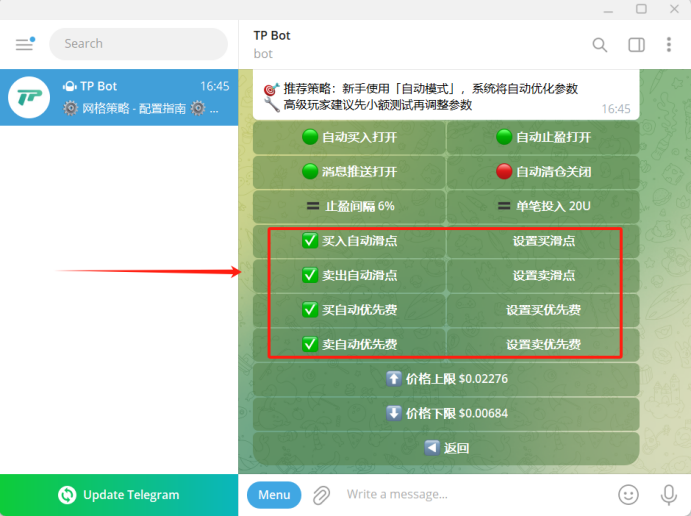 Search
TP Bot
bot
TP
TP Bot 16:45
网格策略 - 配置指南 ...
推荐策略：新手使用「自动模式」，系统将自动优化参数
高级玩家建议先小额测试再调整参数
16:45
自动买入打开 自动止盈打开
消息推送打开 自动清仓关闭
止盈间隔 6% 单笔投入 20U
买入自动滑点 设置买滑点
卖出自动滑点 设置卖滑点
买自动优先费 设置买优先费
卖自动优先费 设置卖优先费
价格上限 $0.02276
价格下限 $0.00684
返回
Update Telegram
Menu Write a message...